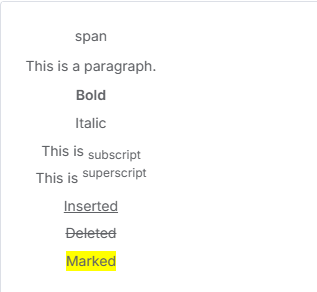 span
This is a paragraph.
Bold
Italic
This is subscript
This is superscript
Inserted
Deleted
Marked